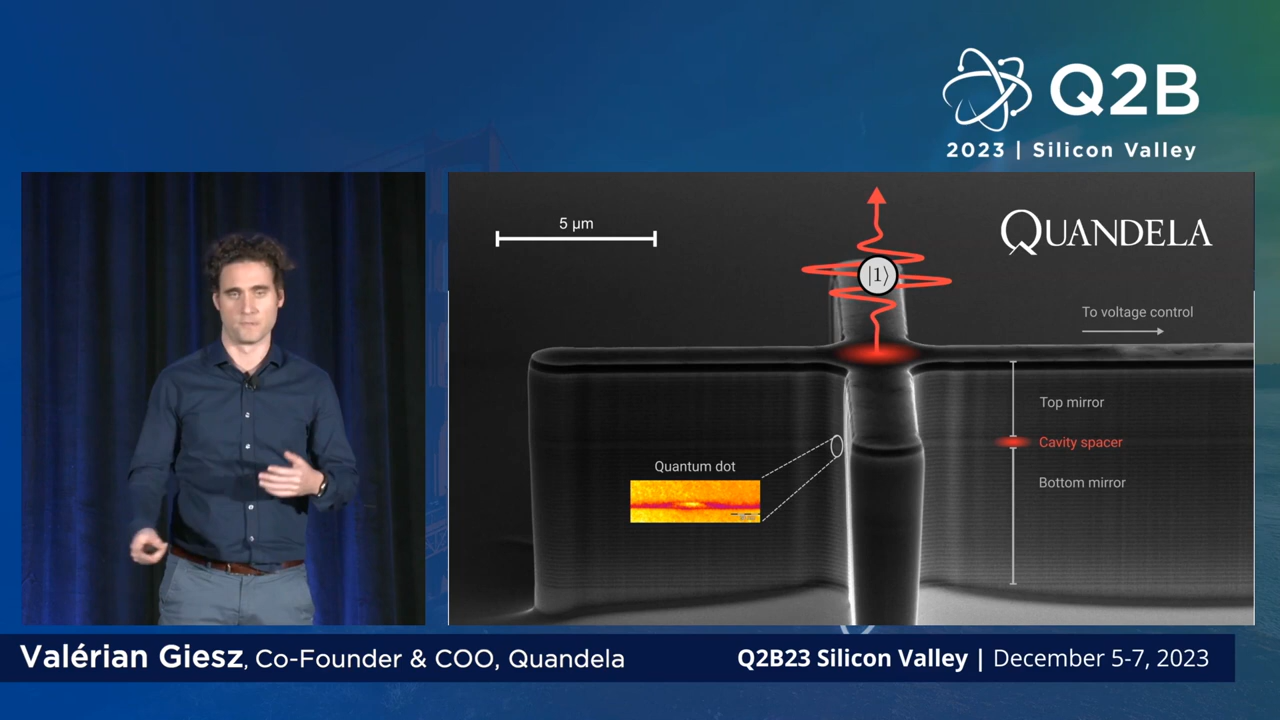 Q2B
2023 | Silicon Valley
5 µm
QUANDELA
|1⟩
To voltage control
Top mirror
Cavity spacer
Quantum dot
Bottom mirror
Valérian Giesz, Co-Founder & COO, Quandela
Q2B23 Silicon Valley | December 5-7, 2023